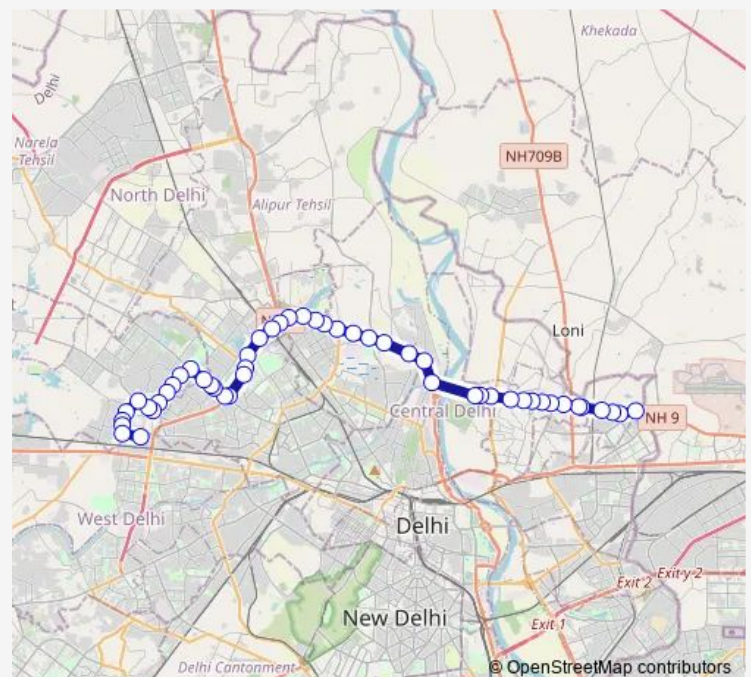 Khekada
Delhi
Narela
Tehsil
NH709B
North Delhi
Alipur Tehsil
Loni
Central Delhi
NH 9
West Delhi
Delhi
Exit 2
Exit y 2
New Delhi
Exit 1
Delhi Cantonment
© OpenStreetMap contributors